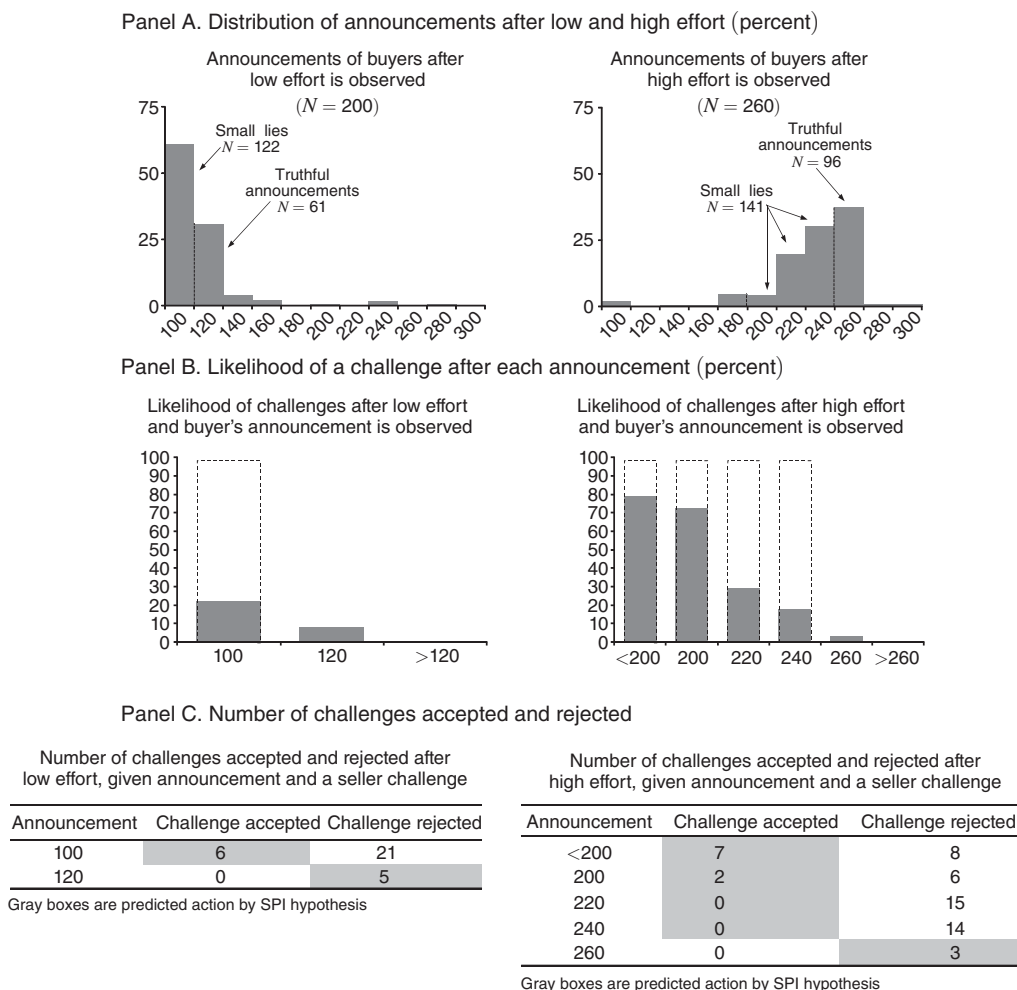 Panel A. Distribution of announcements after low and high effort (percent)
Announcements of buyers after
low effort is observed
(N = 200)
75
50
25
0
Small lies
N = 122
Truthful
announcements
N = 61
100 120 140 160 180 200 220 240 260 280 300
Announcements of buyers after
high effort is observed
(N = 260)
75
50
25
0
Truthful
announcements
N = 96
Small lies
N = 141
100 120 140 160 180 200 220 240 260 280 300
Panel B. Likelihood of a challenge after each announcement (percent)
Likelihood of challenges after low effort
and buyer's announcement is observed
100
90
80
70
60
50
40
30
20
10
0
100 120 >120
Likelihood of challenges after high effort
and buyer's announcement is observed
100
90
80
70
60
50
40
30
20
10
0
<200 200 220 240 260 >260
Panel C. Number of challenges accepted and rejected
Number of challenges accepted and rejected after
low effort, given announcement and a seller challenge
Announcement Challenge accepted Challenge rejected
100 6 21
120 0 5
Gray boxes are predicted action by SPI hypothesis
Number of challenges accepted and rejected after
high effort, given announcement and a seller challenge
Announcement Challenge accepted Challenge rejected
<200 7 8
200 2 6
220 0 15
240 0 14
260 0 3
Gray boxes are predicted action by SPI hypothesis